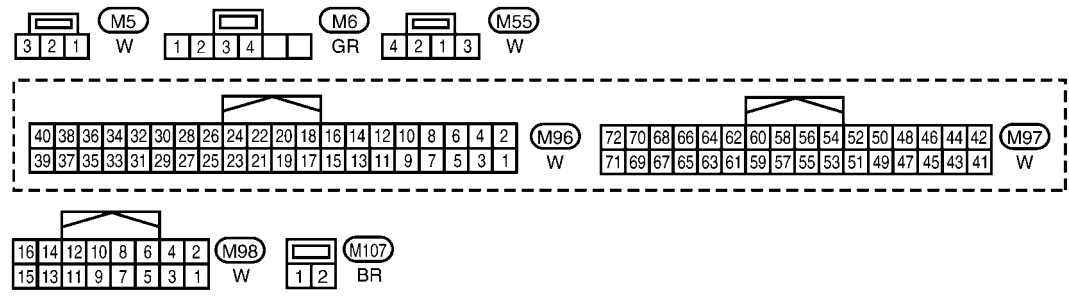 M5 M6 M55
3 2 1 W 1 2 3 4 GR 4 2 1 3 W
40 38 36 34 32 30 28 26 24 22 20 18 16 14 12 10 8 6 4 2 M96 72 70 68 66 64 62 60 58 56 54 52 50 48 46 44 42 M97
39 37 35 33 31 29 27 25 23 21 19 17 15 13 11 9 7 5 3 1 W 71 69 67 65 63 61 59 57 55 53 51 49 47 45 43 41 W
16 14 12 10 8 6 4 2 M98 M107
15 13 11 9 7 5 3 1 W 1 2 BR